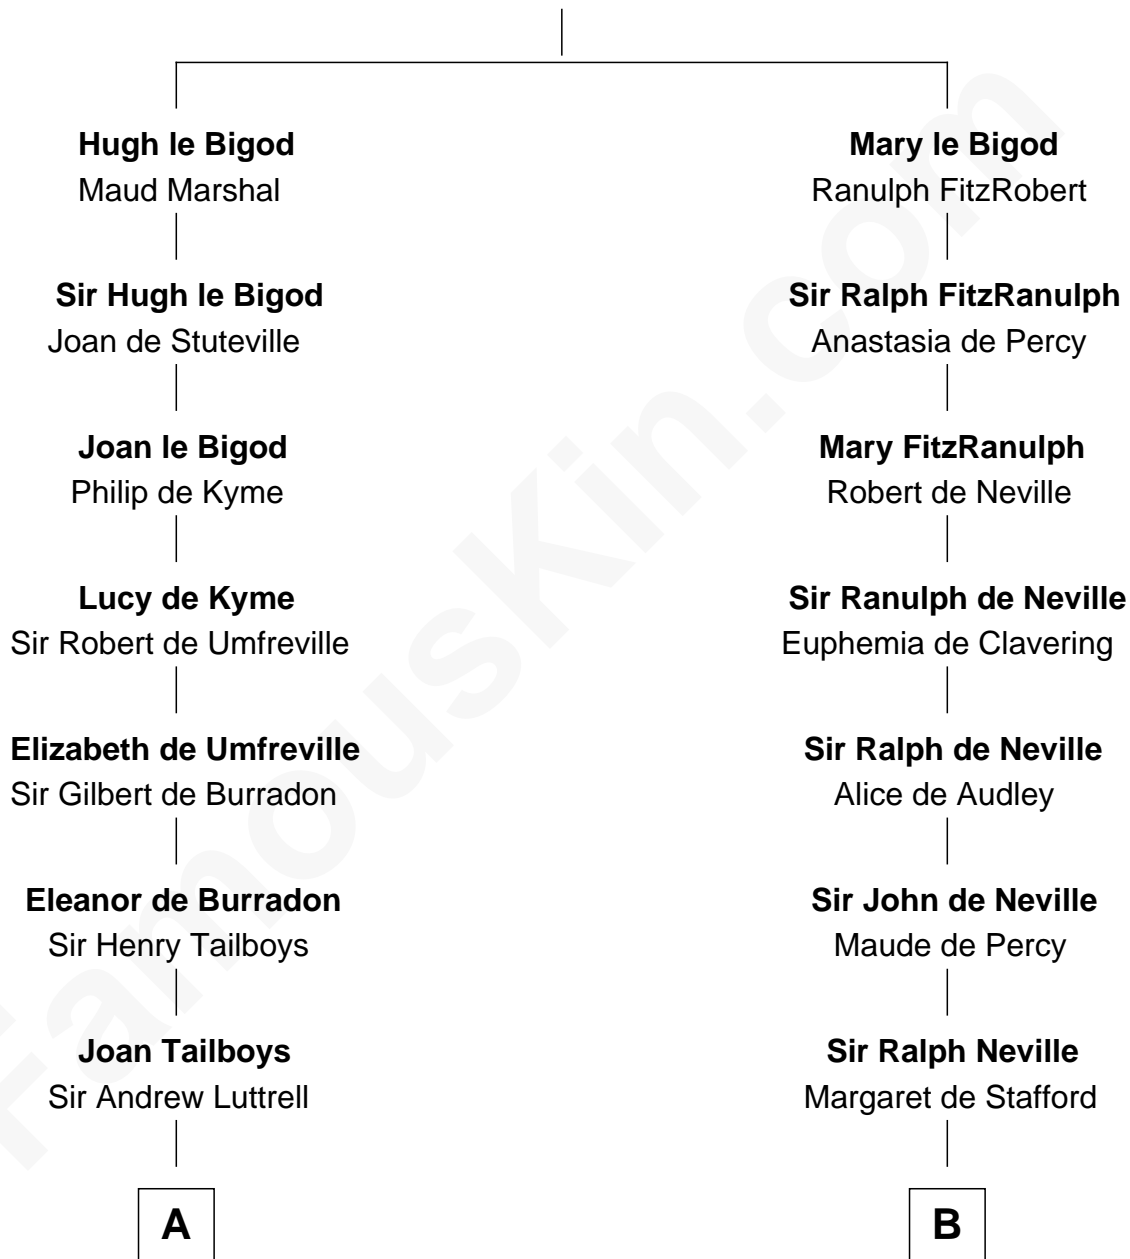 Hugh le Bigod
Maud Marshal
Sir Hugh le Bigod
Joan de Stuteville
Joan le Bigod
Philip de Kyme
Lucy de Kyme
Sir Robert de Umfreville
Elizabeth de Umfreville
Sir Gilbert de Burradon
Eleanor de Burradon
Sir Henry Tailboys
Joan Tailboys
Sir Andrew Luttrell
A
Mary le Bigod
Ranulph FitzRobert
Sir Ralph FitzRanulph
Anastasia de Percy
Mary FitzRanulph
Robert de Neville
Sir Ranulph de Neville
Euphemia de Clavering
Sir Ralph de Neville
Alice de Audley
Sir John de Neville
Maude de Percy
Sir Ralph Neville
Margaret de Stafford
B
FamousKin.com